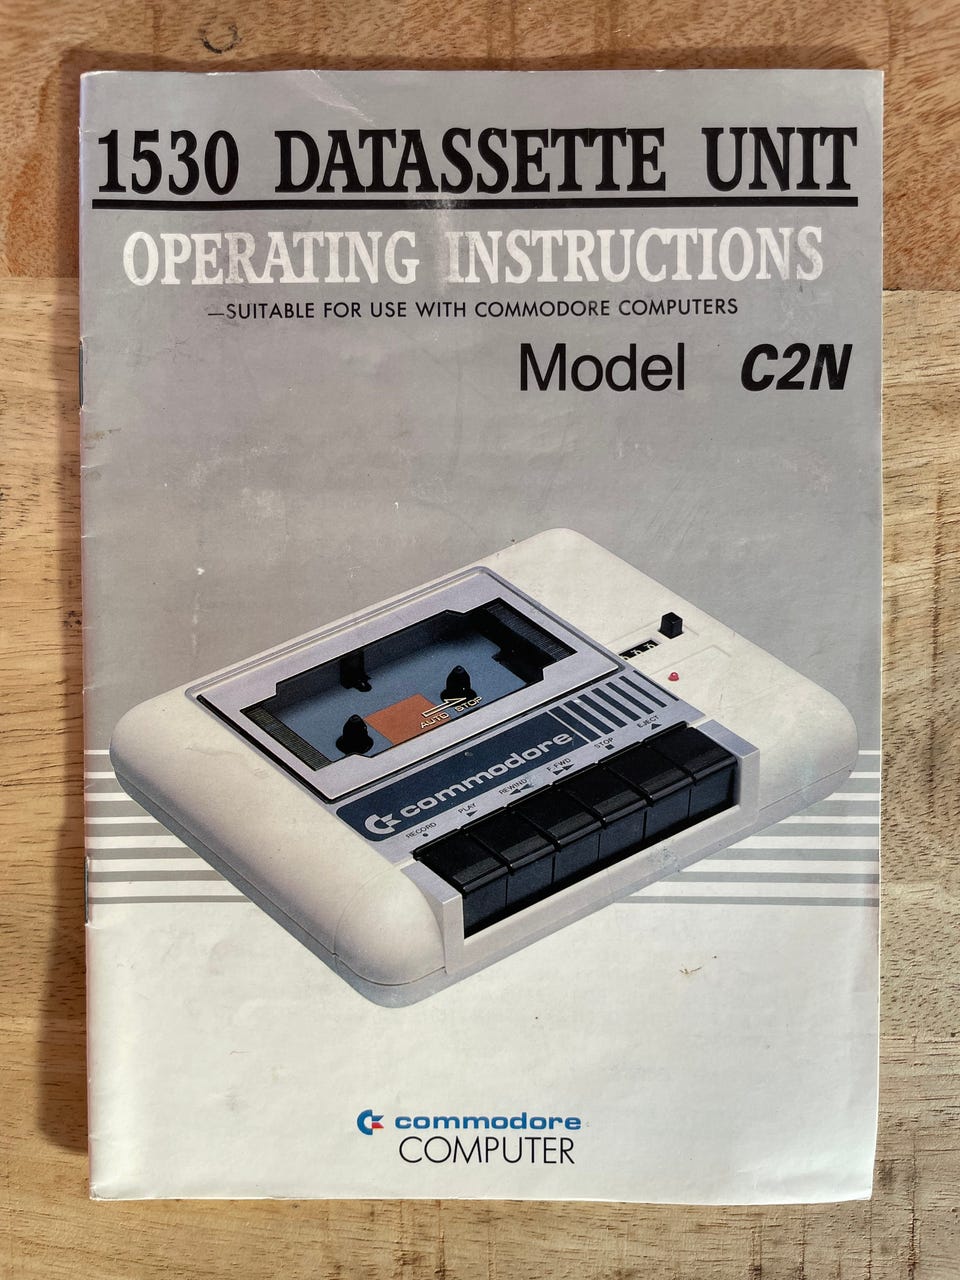 1530 DATASSETTE UNIT
OPERATING INSTRUCTIONS
—SUITABLE FOR USE WITH COMMODORE COMPUTERS
Model C2N
AUTO STOP
commodore
RECORD PLAY REWIND F.FWD STOP EJECT
commodore
COMPUTER